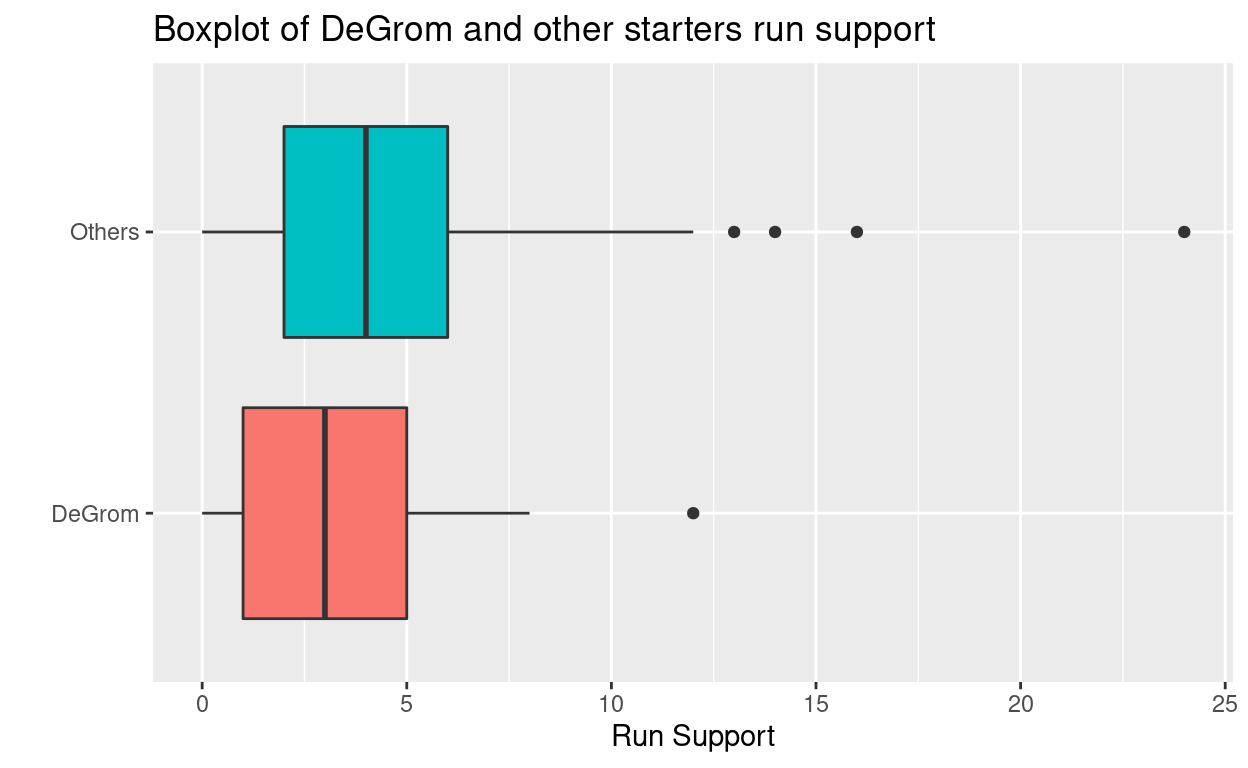 Boxplot of DeGrom and other starters run support
Others
DeGrom
0 5 10 15 20 25
Run Support